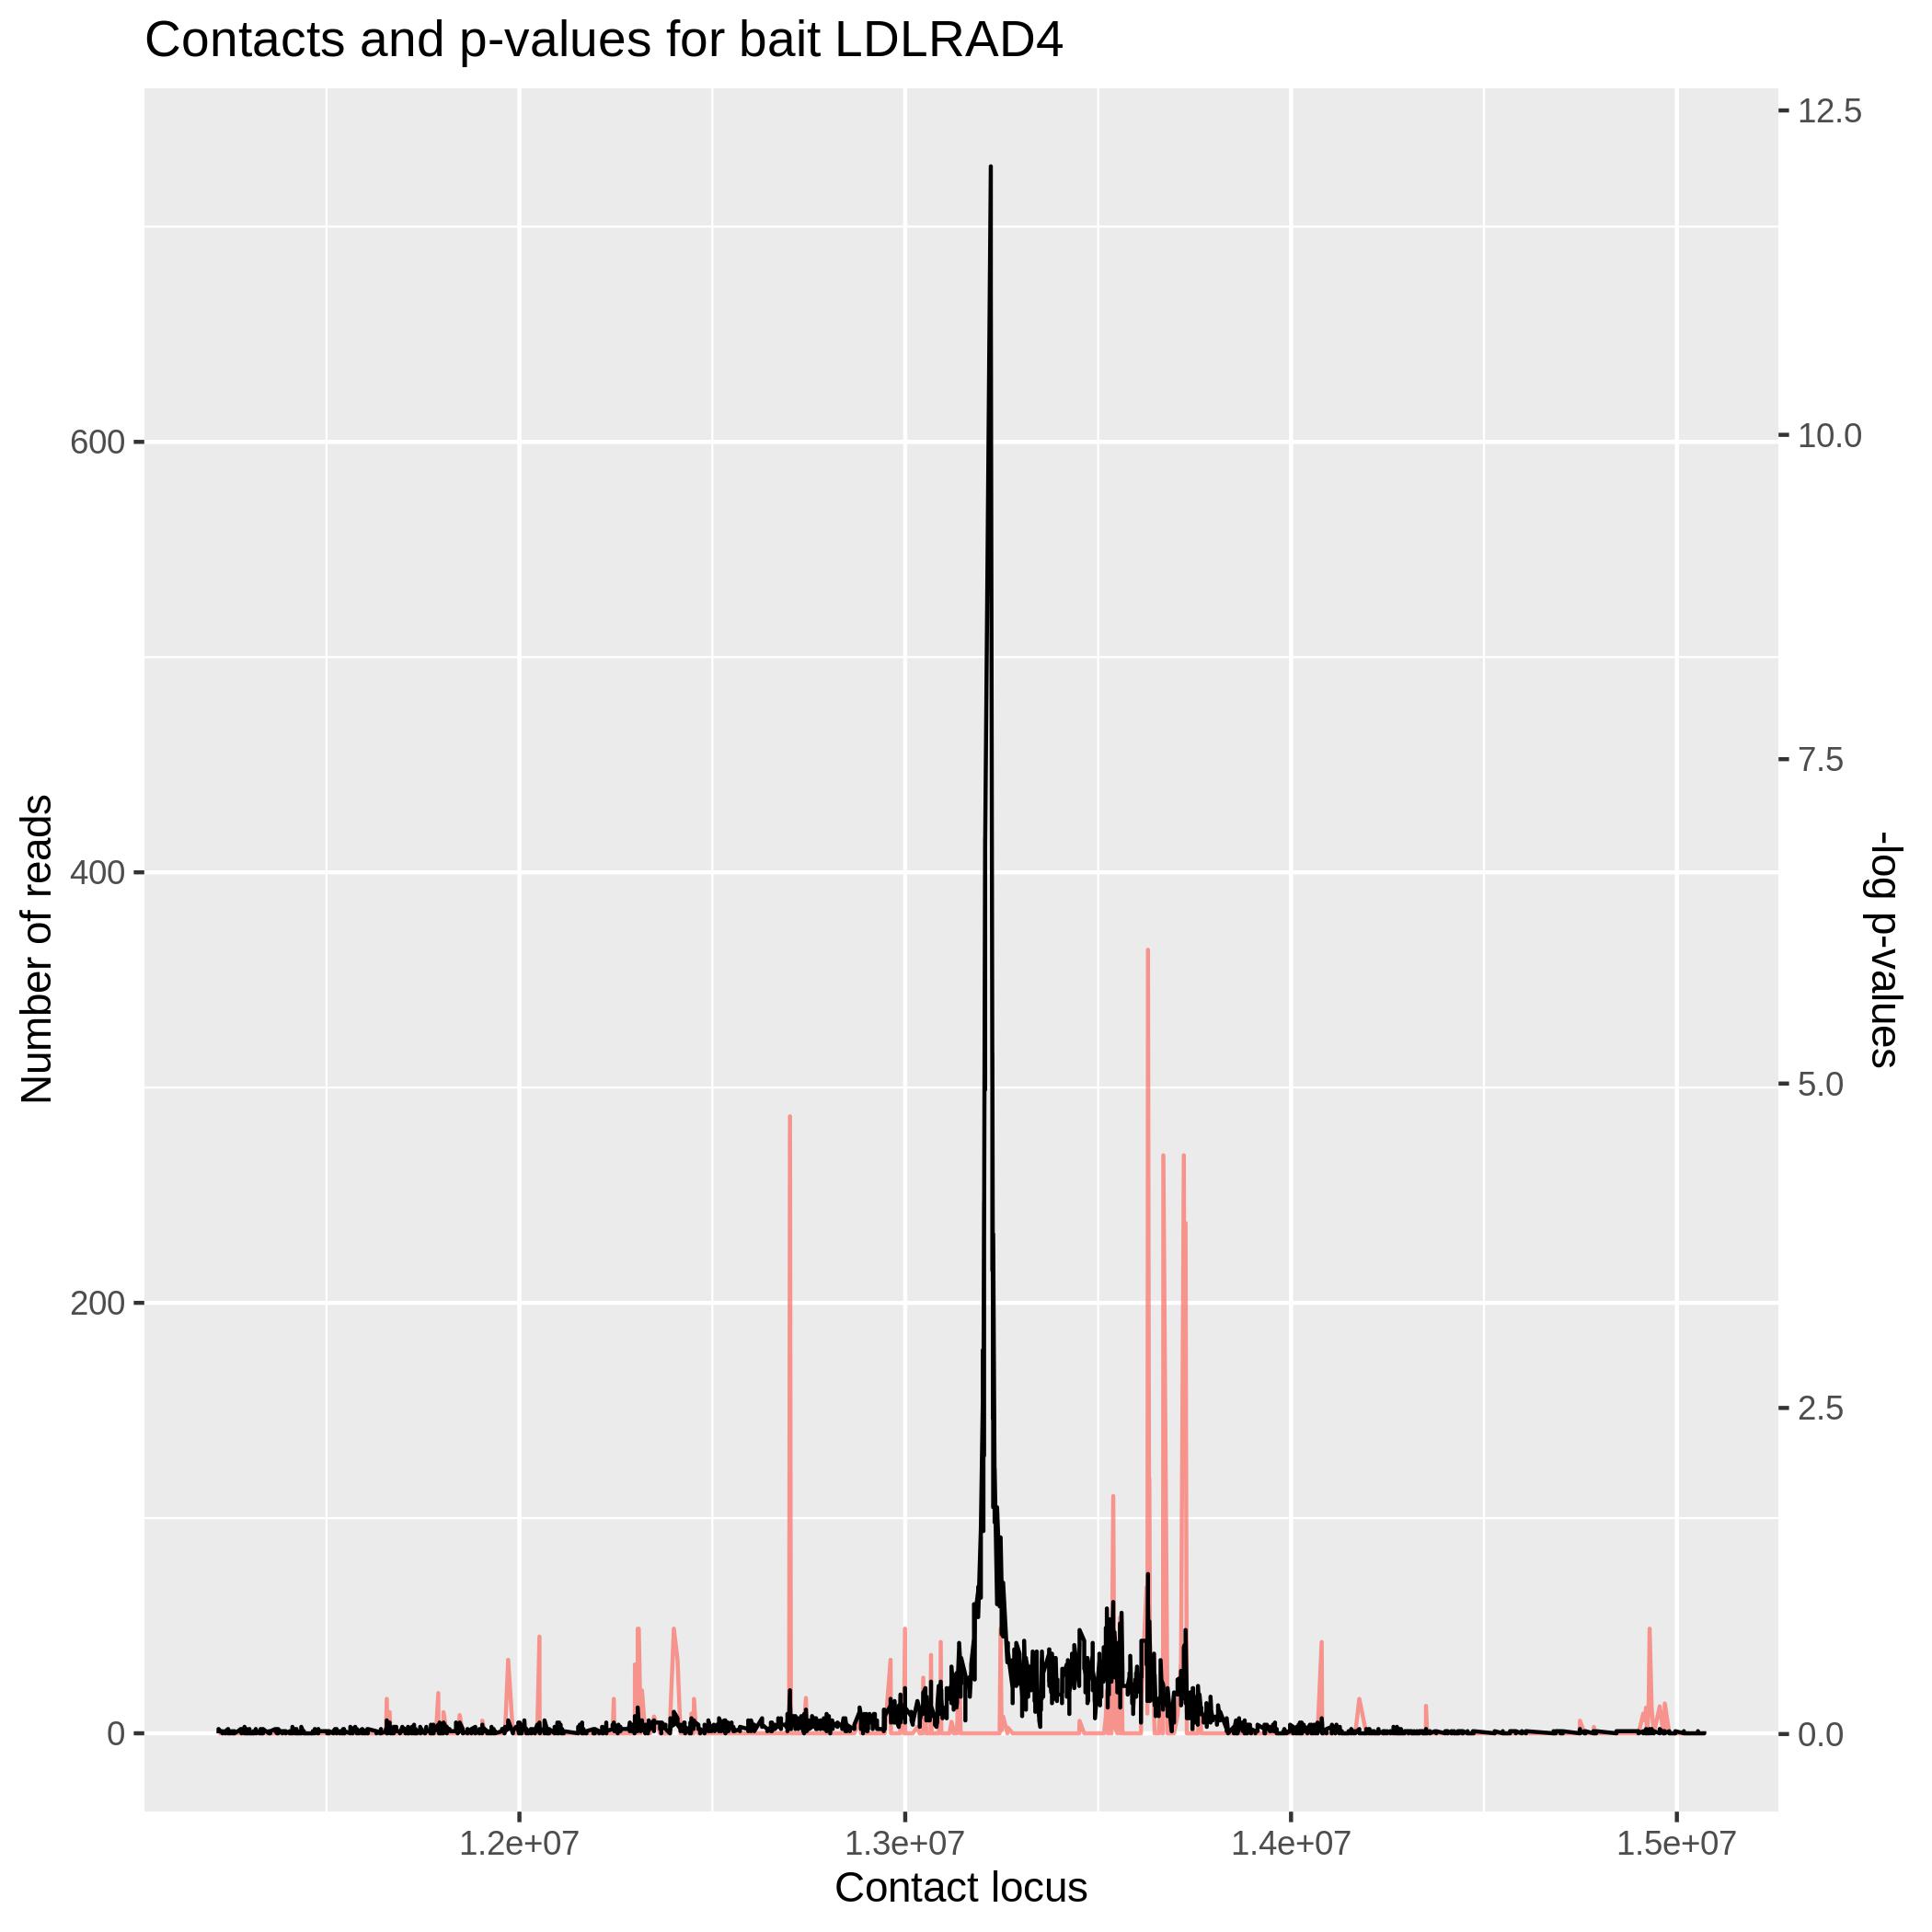 Contacts and p-values for bait LDLRAD4
Number of reads
600
400
200
0
12.5
10.0
7.5
5.0
2.5
0.0
-log p-values
1.2e+07
1.3e+07
1.4e+07
1.5e+07
Contact locus